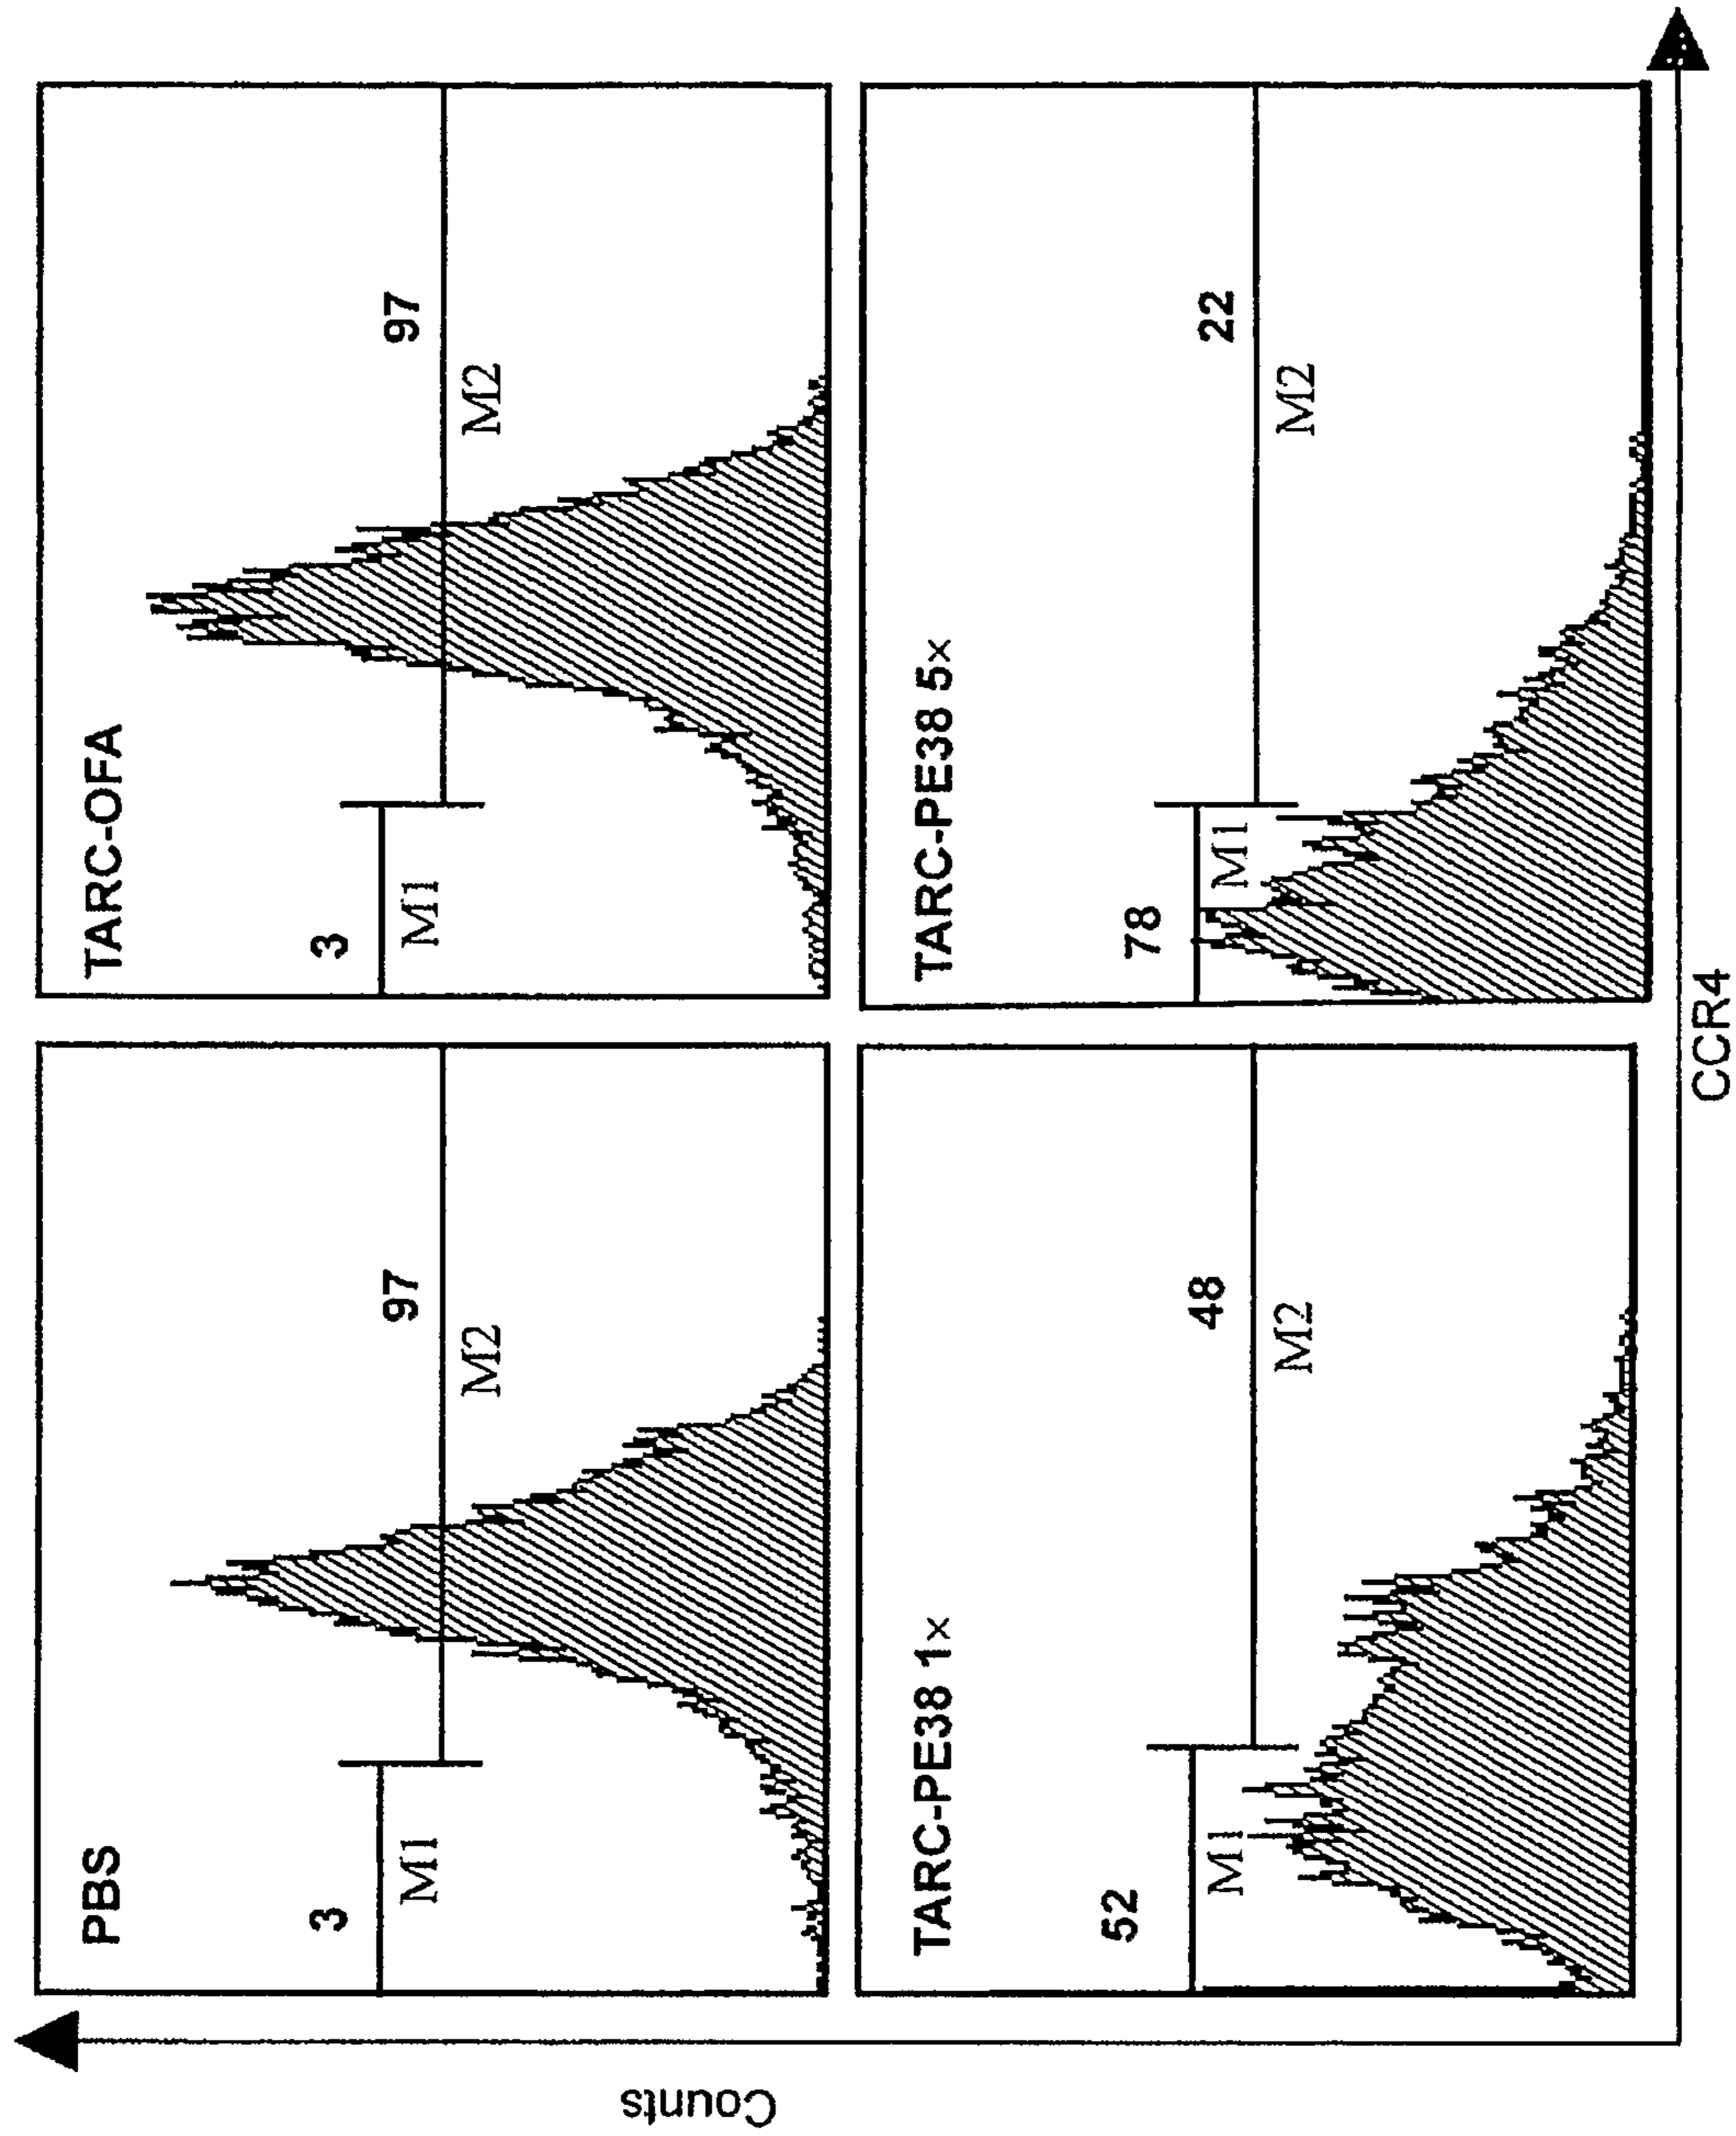 PBS
3
M1
97
M2
TARC-OFA
3
M1
97
M2
TARC-PE38 1×
52
M1
48
M2
TARC-PE38 5×
78
M1
22
M2
Counts
CCR4